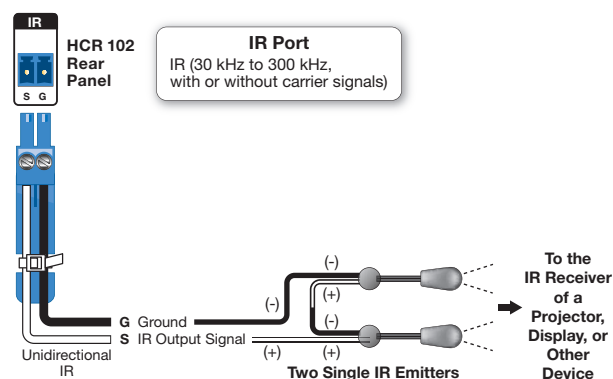 IR
S G
HCR 102
Rear
Panel
IR Port
IR (30 kHz to 300 kHz,
with or without carrier signals)
(-)
(+)
(-)
(-)
G Ground
S IR Output Signal
(+)
(+)
Unidirectional
IR
Two Single IR Emitters
To the
IR Receiver
of a
Projector,
Display, or
Other
Device